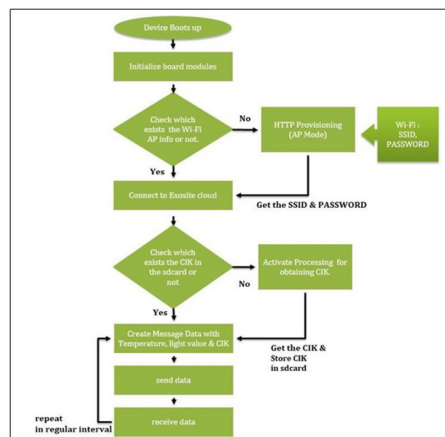 Device Boots up
Initialize board modules
Check which
exists the Wi-Fi
AP info or not.
No
HTTP Provisioning
(AP Mode)
Wi-Fi :
SSID,
PASSWORD
Yes
Get the SSID & PASSWORD
Connect to Exosite cloud
Check which
exists the CIK in
the sdcard or
not
No
Activate Processing for
obtaining CIK.
Yes
Get the CIK &
Store CIK
in sdcard
Create Message Data with
Temperature, light value & CIK
send data
repeat
in regular interval
receive data